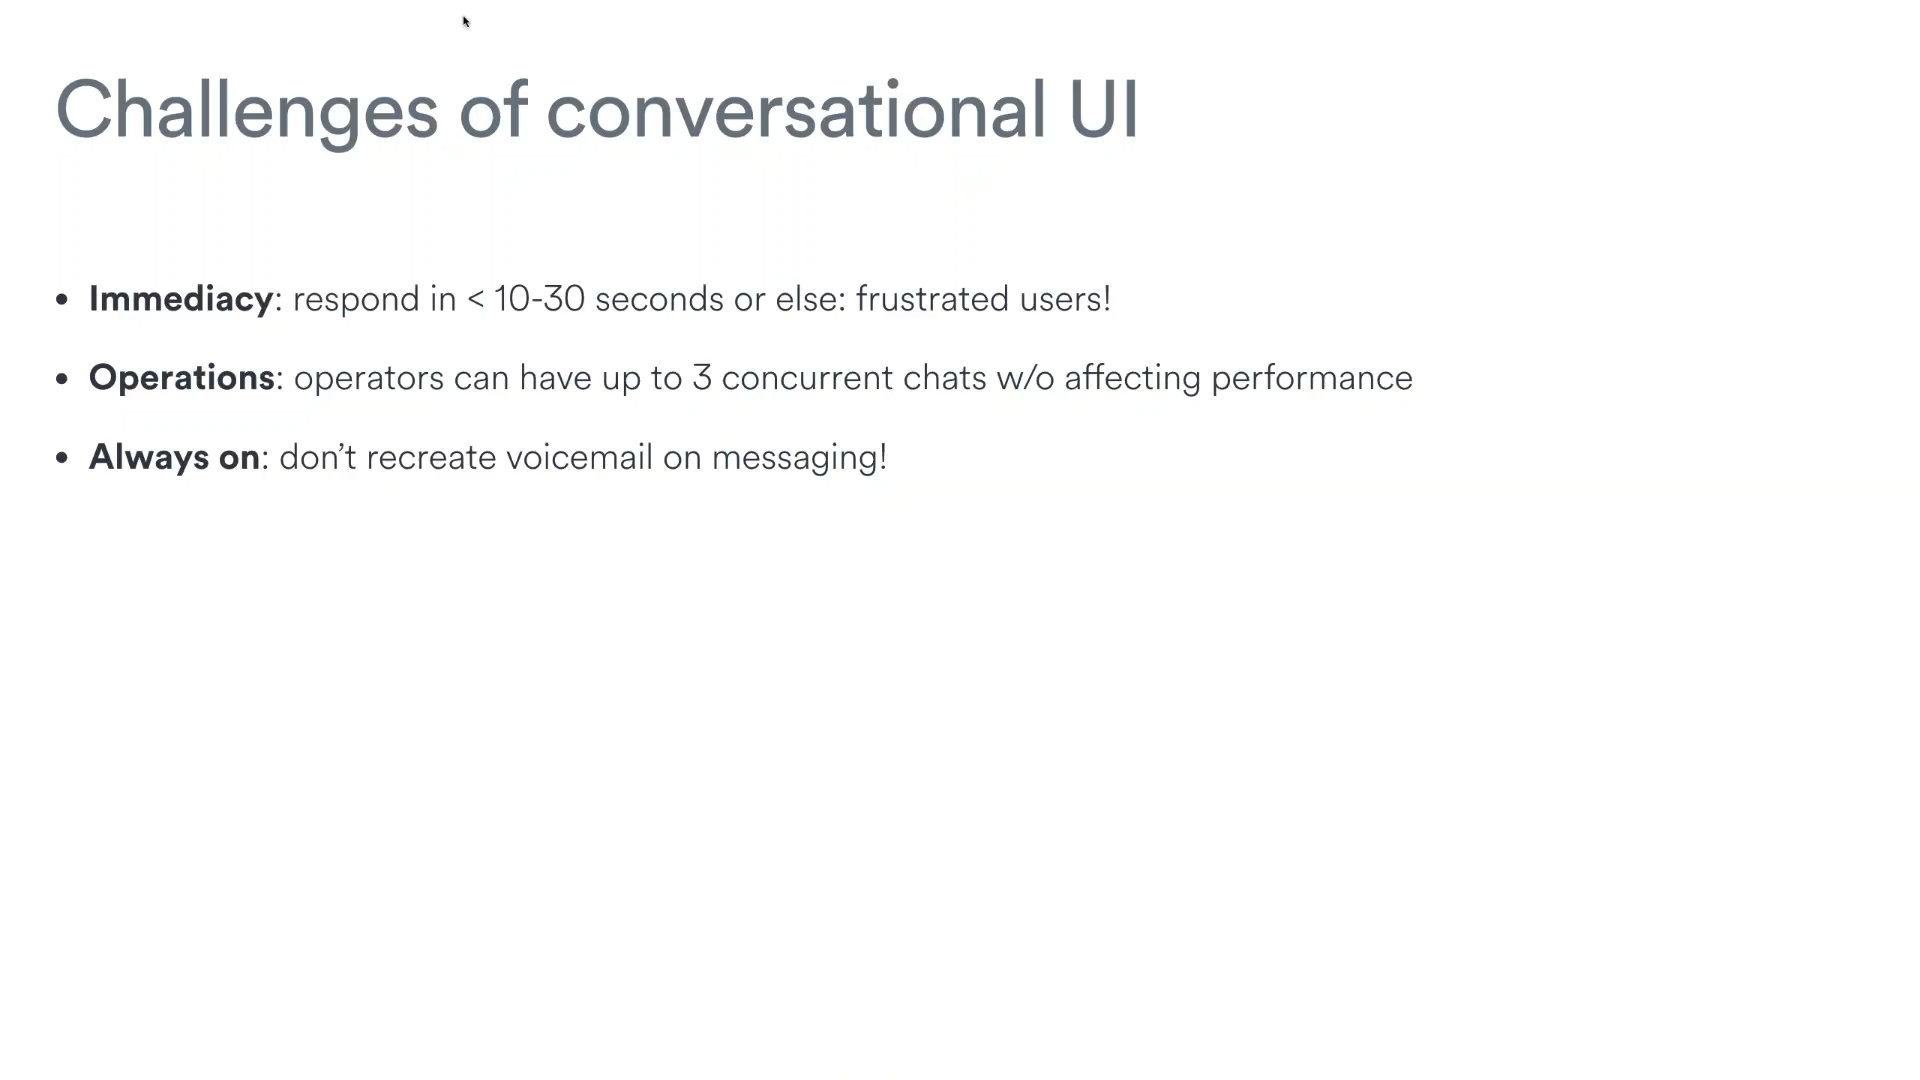 Challenges of conversational UI
• Immediacy: respond in < 10-30 seconds or else: frustrated users!
• Operations: operators can have up to 3 concurrent chats w/o affecting performance
• Always on: don’t recreate voicemail on messaging!